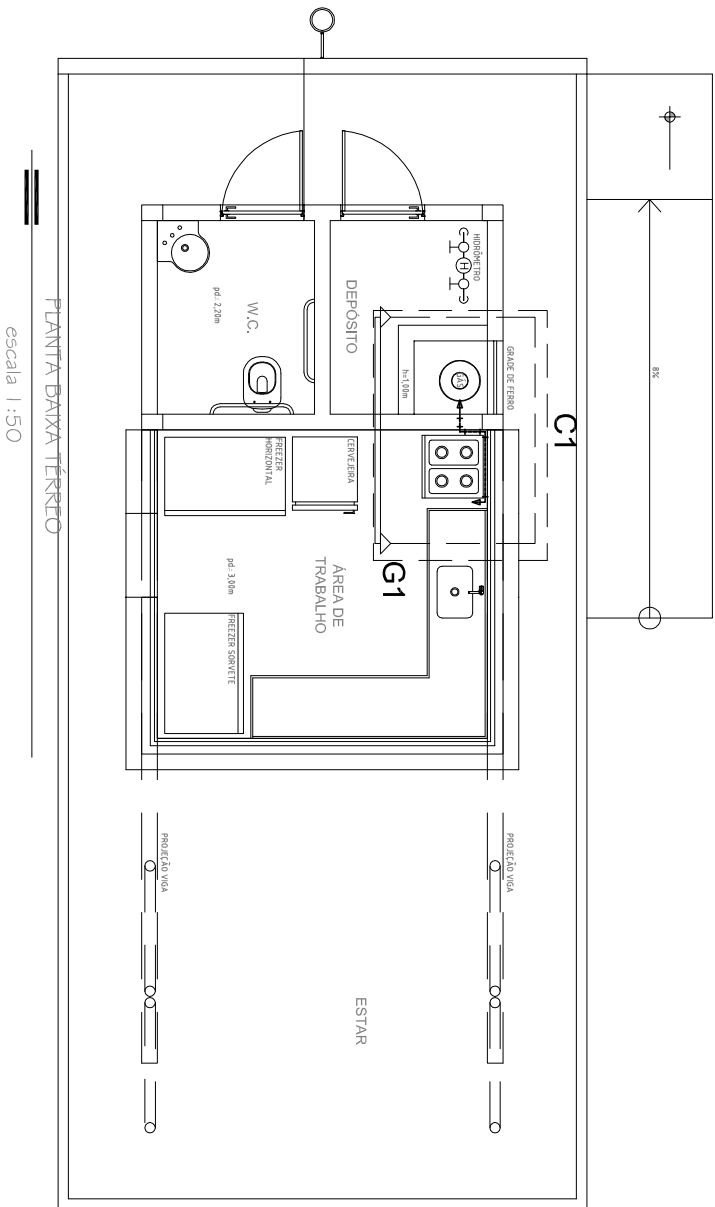 8%
C1
GRADE DE FERRO
HIDRÔMETRO
H
GÁS
h=1,00m
DEPÓSITO
W.C.
pd.: 2,20m
G1
CERVEJEIRA
FREEZER
HORIZONTAL
ÁREA DE
TRABALHO
pd.: 3,00m
FREEZER SORVETE
PROJEÇÃO VIGA
PROJEÇÃO VIGA
ESTAR
PLANTA BAIXA TÉRREO
escala 1:50